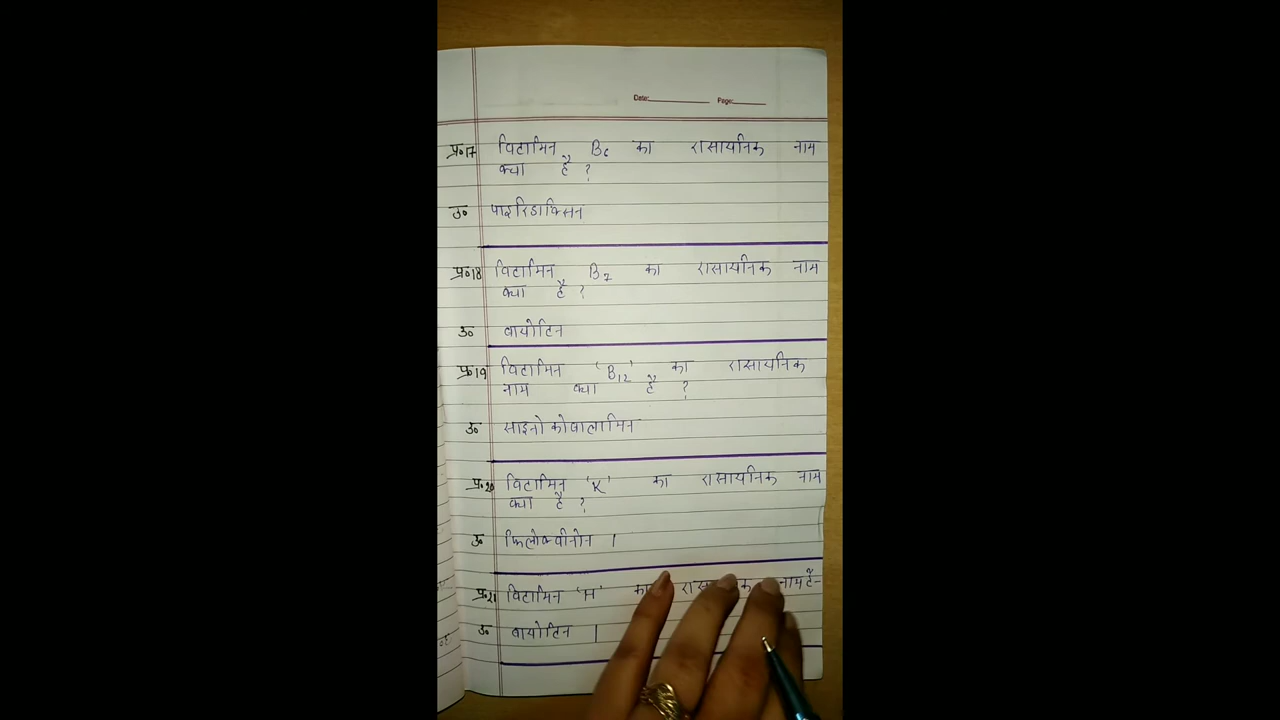 Date: Page:
प्र०17 विटामिन B6 का रासायनिक नाम
क्या है ?
उ० पाइरिडाक्सिन
प्र०18 विटामिन B7 का रासायनिक नाम
क्या है ?
उ० बायोटिन
प्र०19 विटामिन 'B12' का रासायनिक
नाम क्या है ?
उ० साइनोकोबालामिन
प्र०20 विटामिन 'K' का रासायनिक नाम
क्या है ?
उ० फिलोक्वीनोन ।
प्र०21 विटामिन 'H' का नाम है-
उ० बायोटिन ।